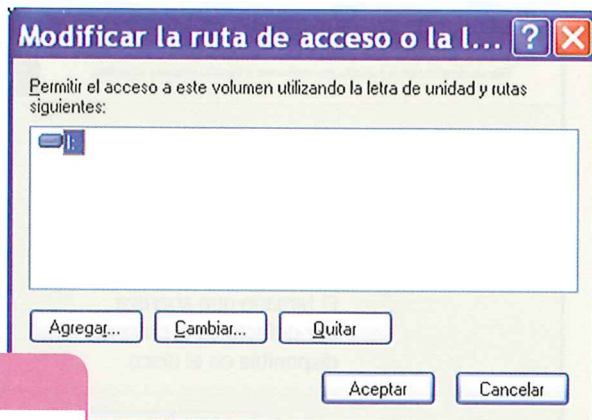 Modificar la ruta de acceso o la l...
Permitir el acceso a este volumen utilizando la letra de unidad y rutas
siguientes:
I:
Agregar...
Cambiar...
Quitar
Aceptar
Cancelar